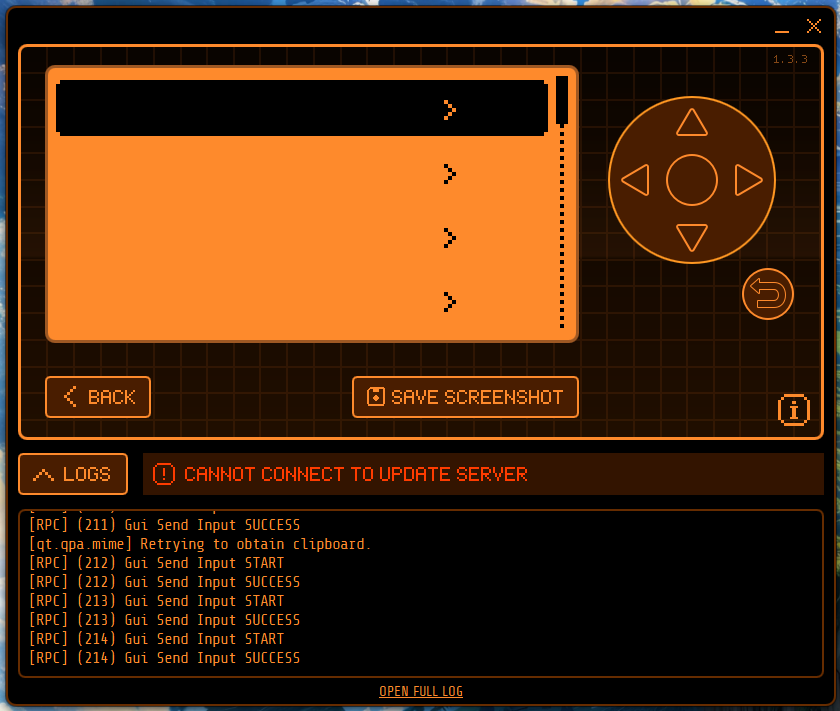 1.3.3
BACK
SAVE SCREENSHOT
LOGS
CANNOT CONNECT TO UPDATE SERVER
[RPC] (211) Gui Send Input SUCCESS
[qt.qpa.mime] Retrying to obtain clipboard.
[RPC] (212) Gui Send Input START
[RPC] (212) Gui Send Input SUCCESS
[RPC] (213) Gui Send Input START
[RPC] (213) Gui Send Input SUCCESS
[RPC] (214) Gui Send Input START
[RPC] (214) Gui Send Input SUCCESS
OPEN FULL LOG